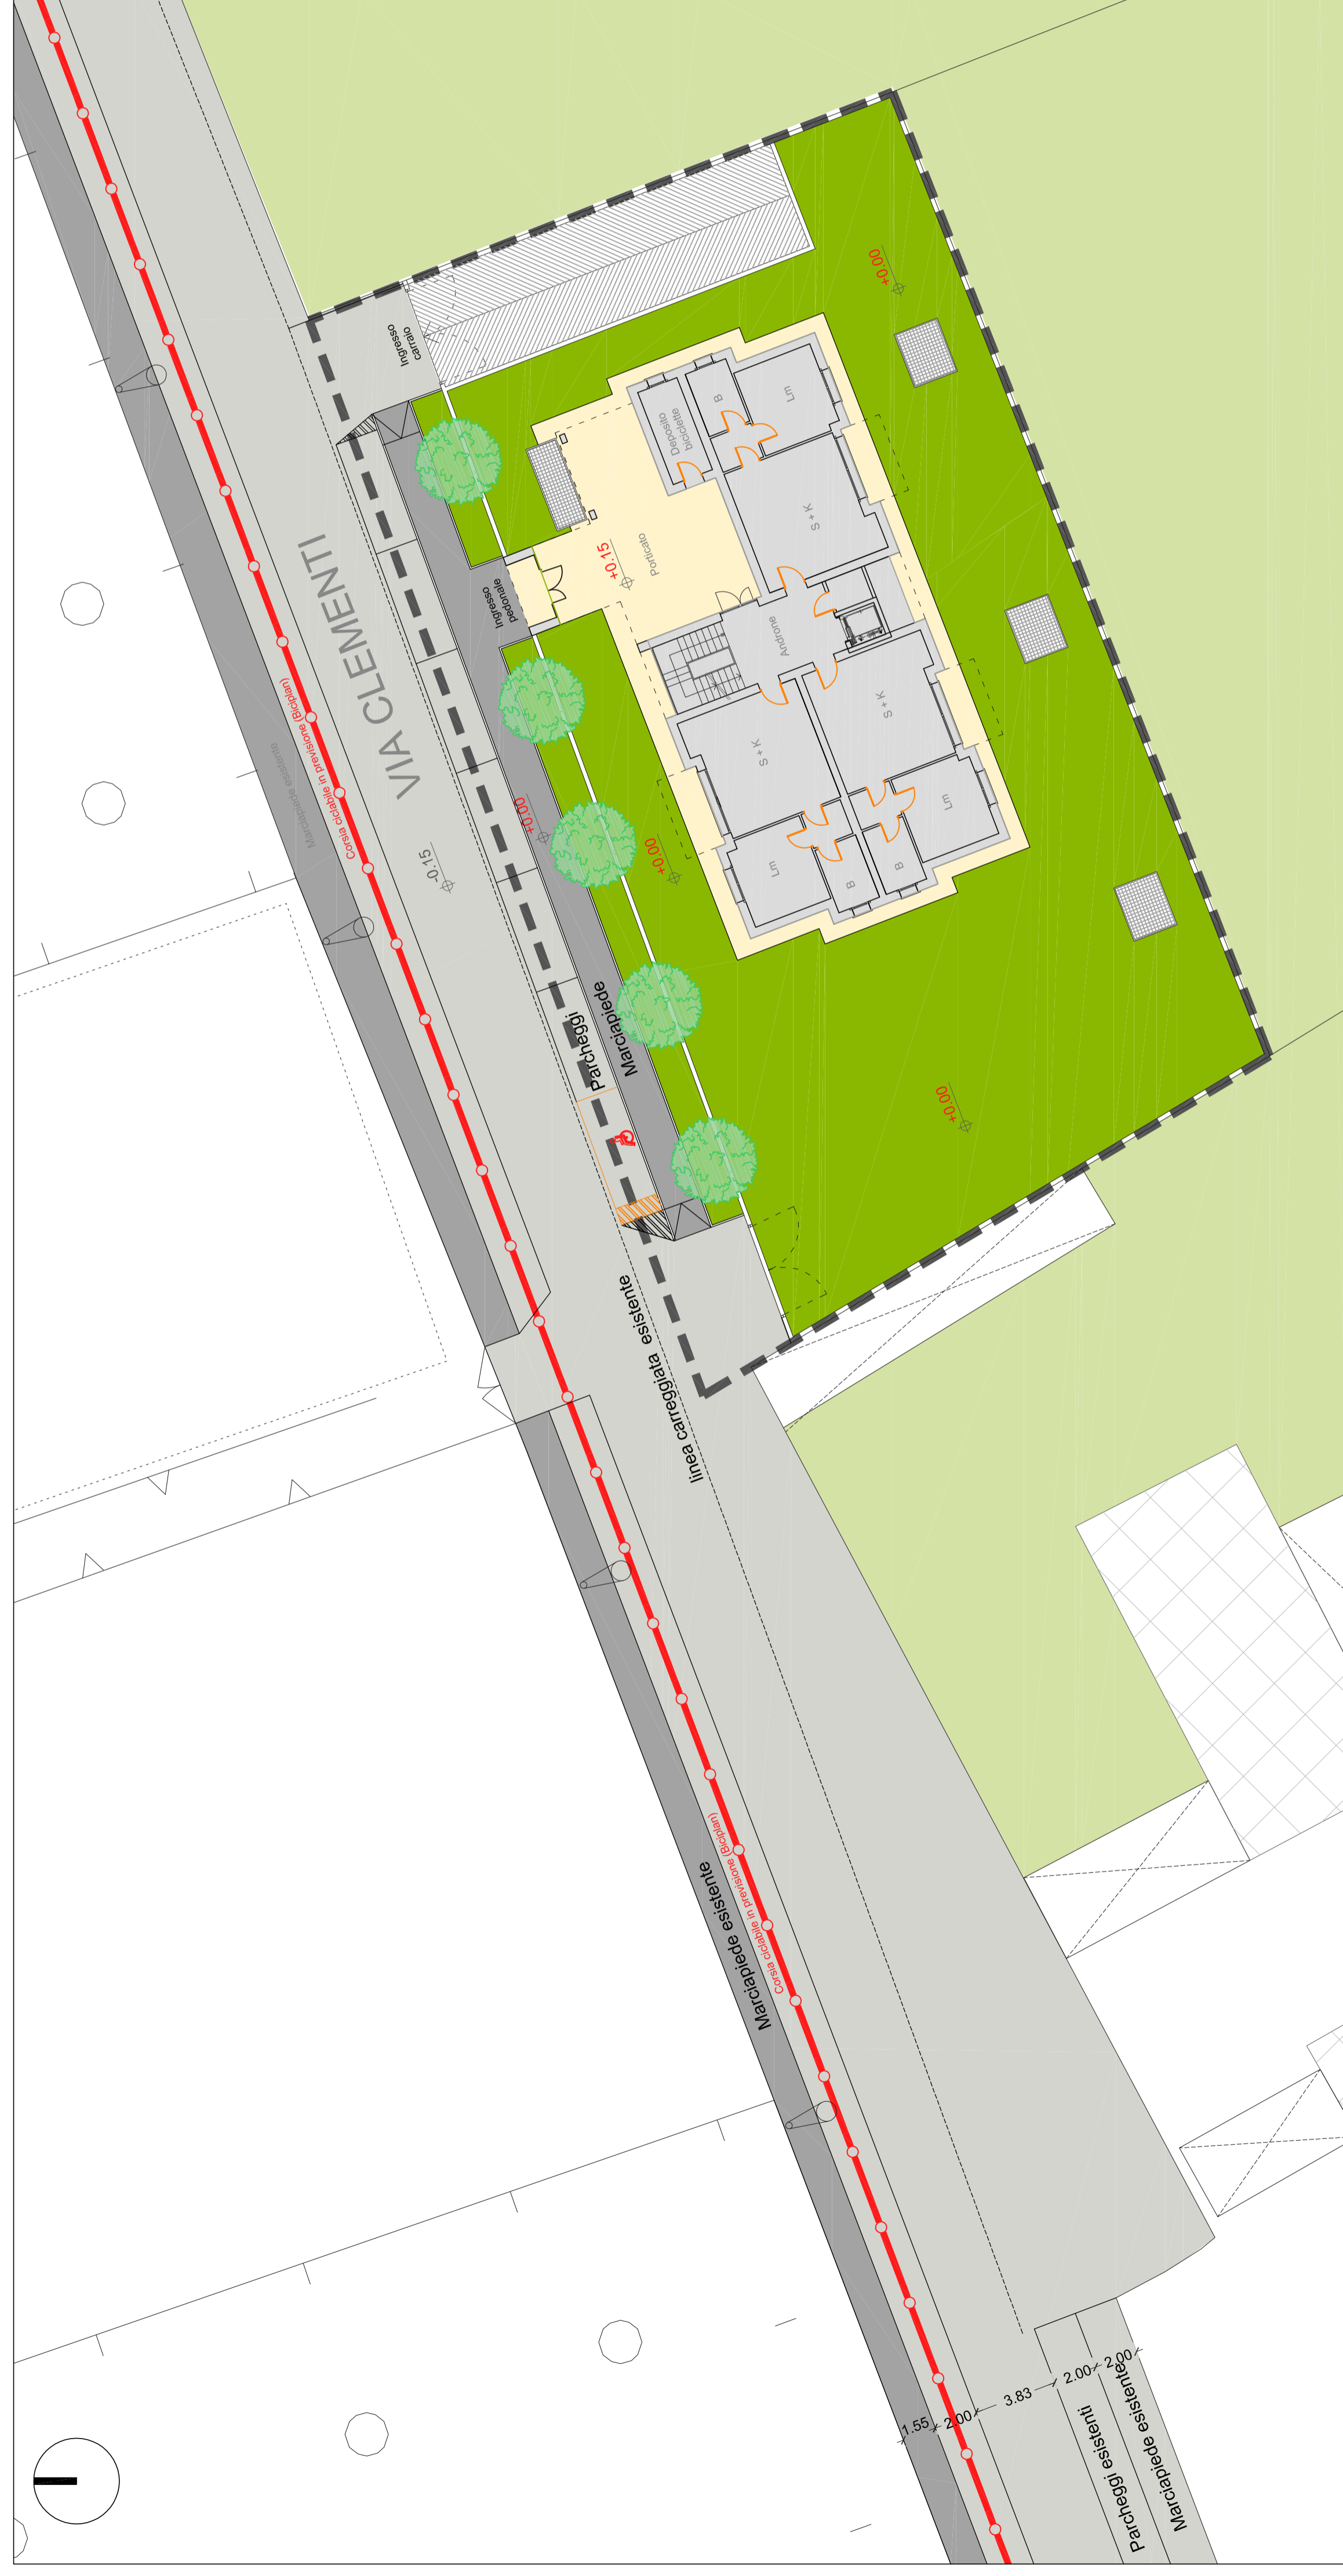 +0.00
Ingresso
carraio
Deposito
biciclette
B
Lm
S+K
+0.15
Porticato
Ingresso
pedonale
VIA CLEMENTI
Androne
Corsia ciclabile in previsione (Biciplan)
Marciapiede esistente
S+K
S+K
-0.15
+0.00
+0.00
Lm
Lm
B
B
Parcheggi
Marciapiede
+0.00
linea carreggiata esistente
Marciapiede esistente
Corsia ciclabile in previsione (Biciplan)
1.55
2.00
3.83
2.00
2.00
Parcheggi esistenti
Marciapiede esistente